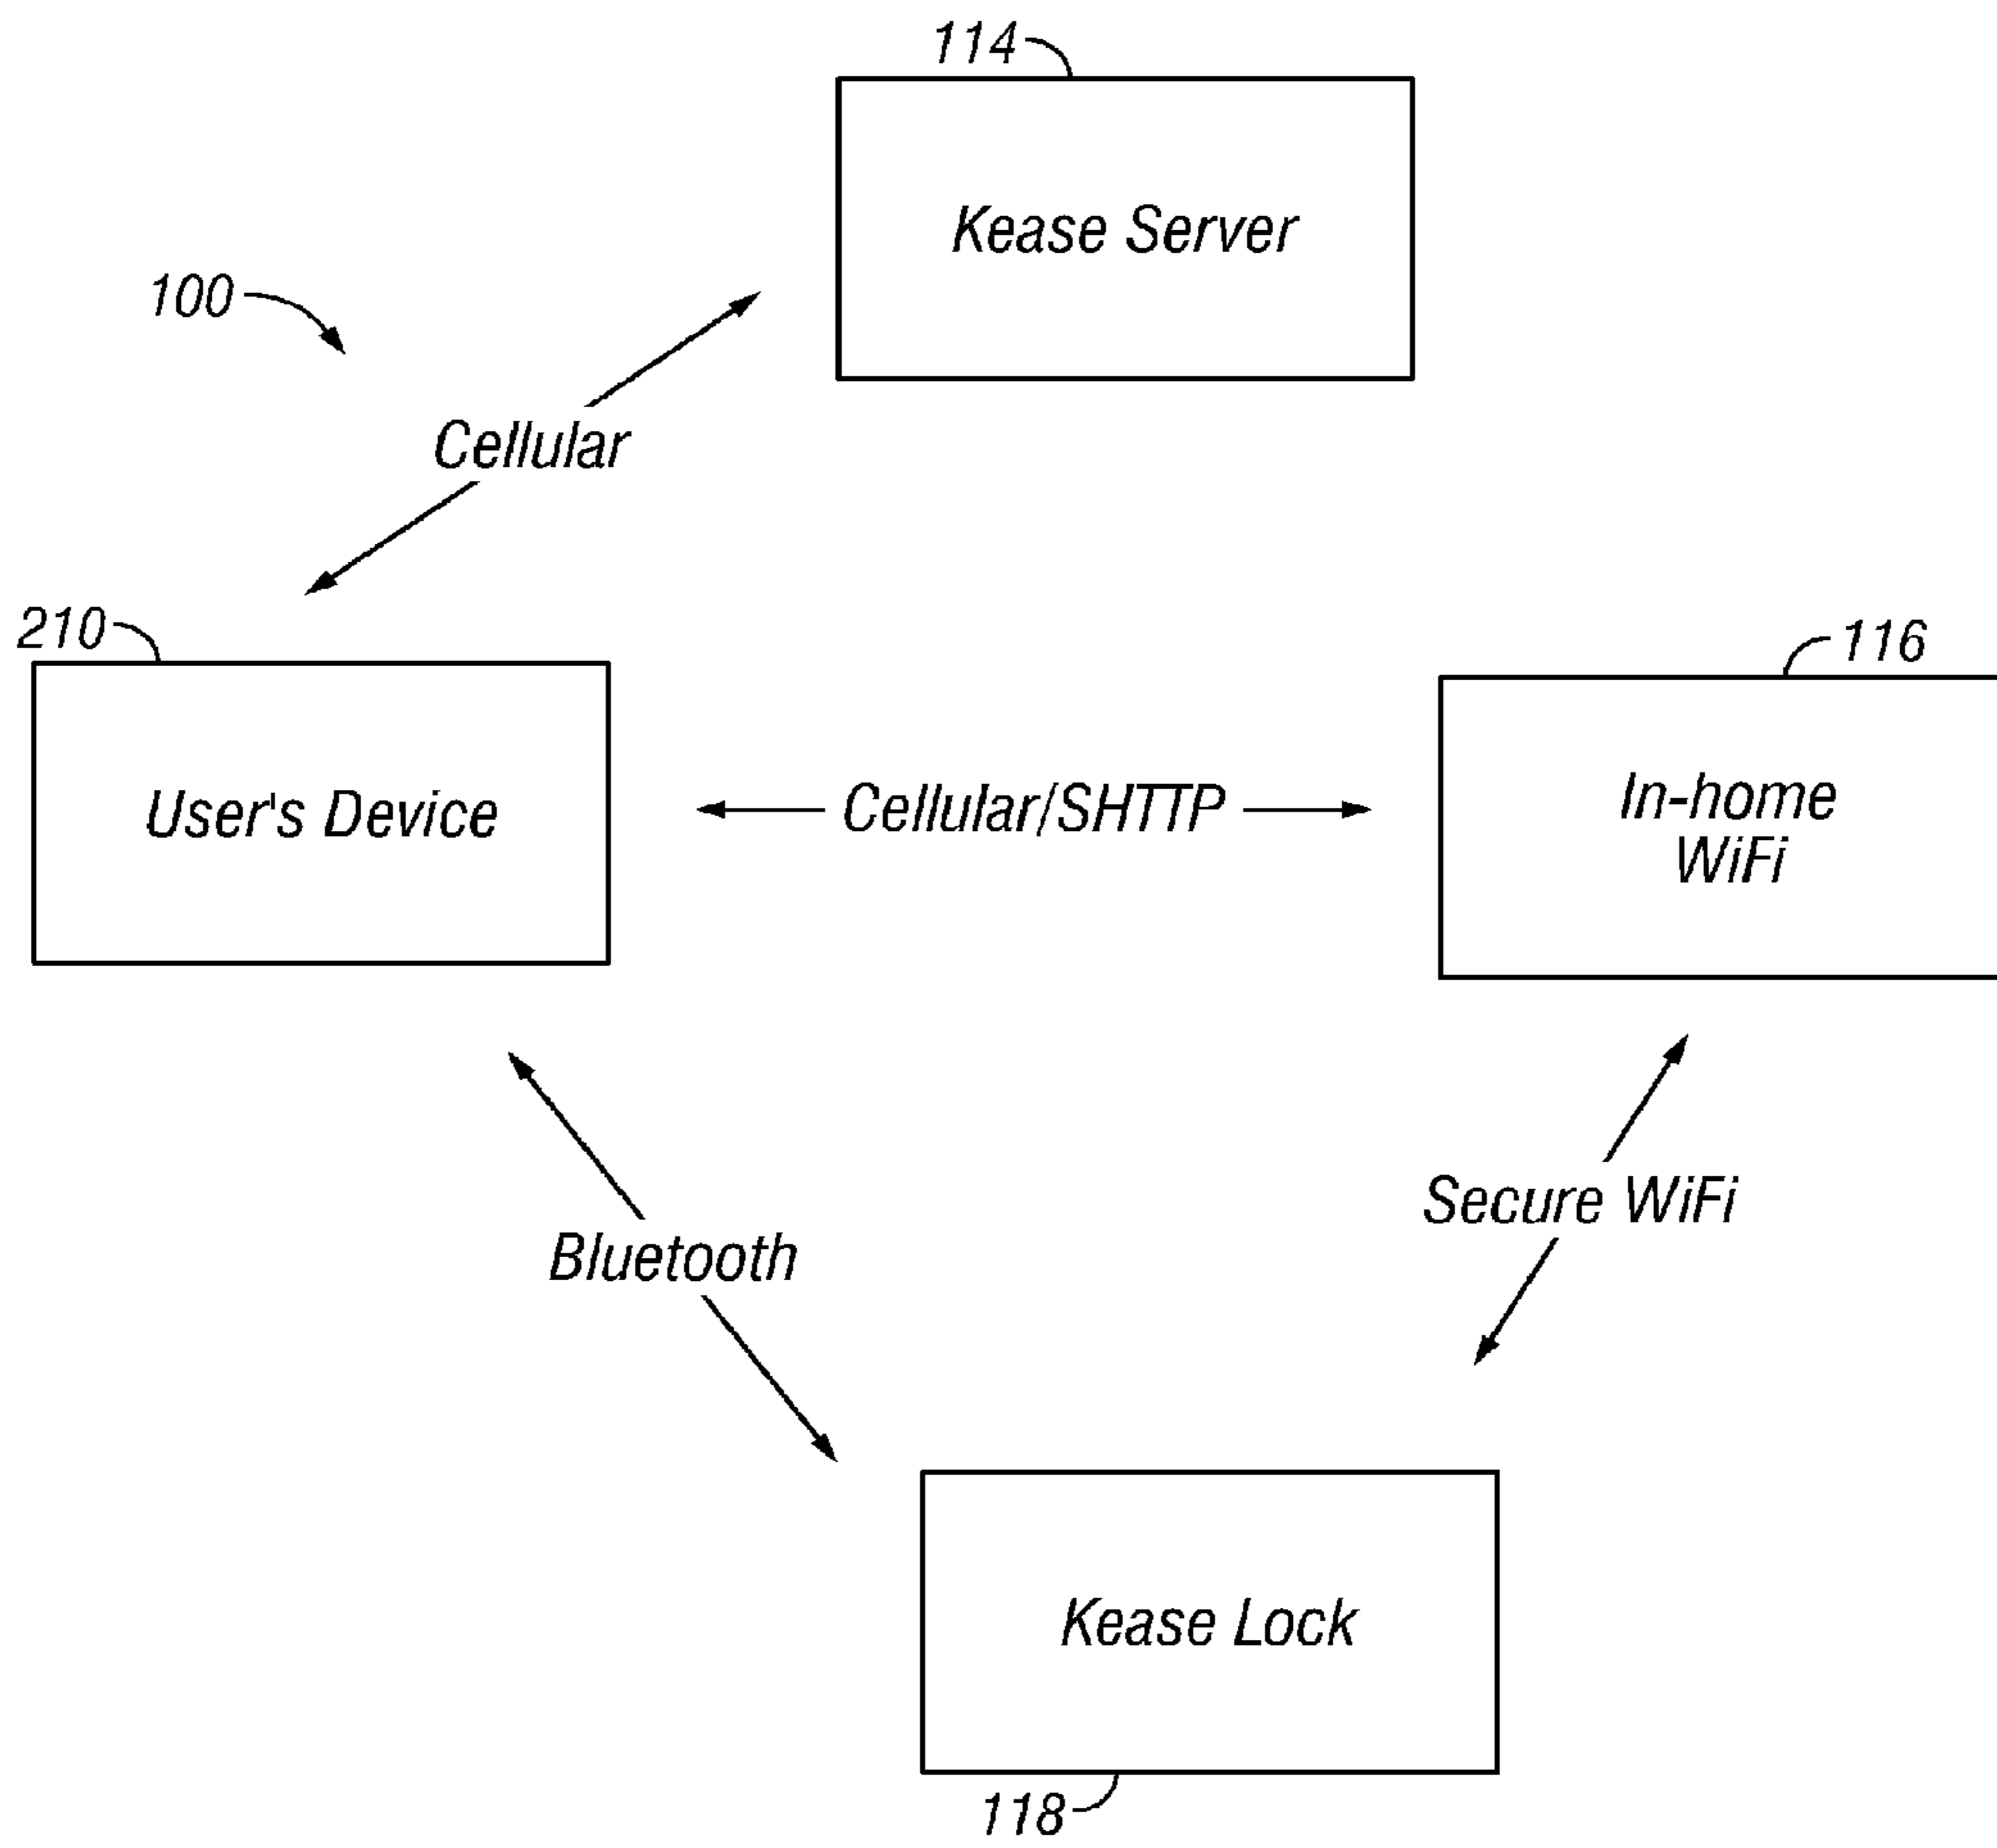 114
Kease Server
100
Cellular
210
116
User's Device
Cellular/SHTTP
In-home
WiFi
Secure WiFi
Bluetooth
Kease Lock
118